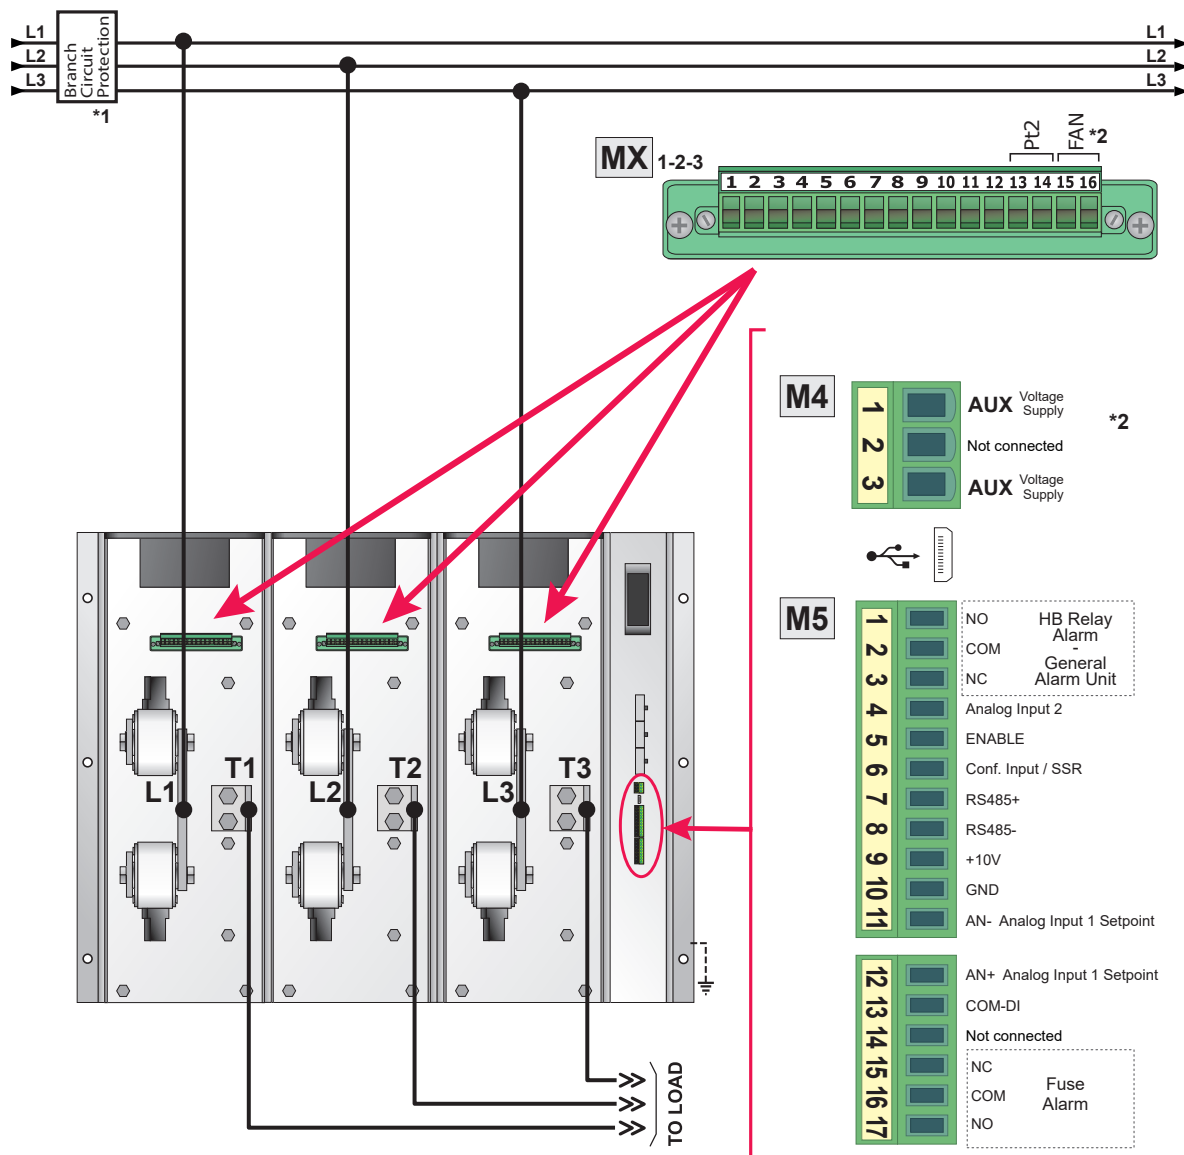 L1
L2
L3
Branch
Circuit
Protection
*1
L1
L2
L3
MX 1-2-3
Pt2
FAN *2
1 2 3 4 5 6 7 8 9 10 11 12 13 14 15 16
M4
1 AUX Voltage Supply
2 Not connected
3 AUX Voltage Supply
*2
M5
1 NO
2 COM
3 NC
HB Relay
Alarm
-
General
Alarm Unit
4 Analog Input 2
5 ENABLE
6 Conf. Input / SSR
7 RS485+
8 RS485-
9 +10V
10 GND
11 AN- Analog Input 1 Setpoint
12 AN+ Analog Input 1 Setpoint
13 COM-DI
14 Not connected
15 NC
16 COM
17 NO
Fuse
Alarm
L1 T1 L2 T2 L3 T3
TO LOAD